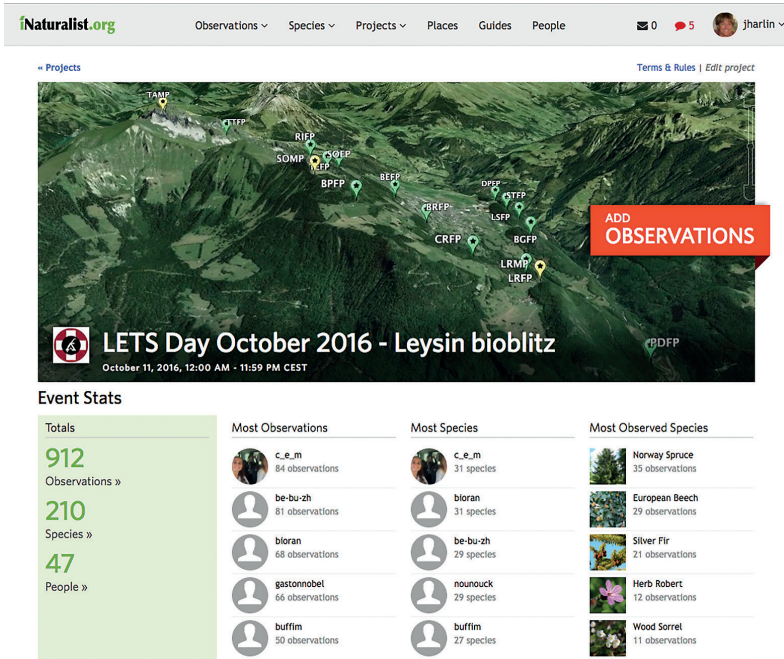 iNaturalist.org
Observations Species Projects Places Guides People 0 5 jharlin
« Projects Terms & Rules | Edit project
TAMP
RIFP
SOMP SOFP
BPFP
BEFP
BRFP
CRFP
DPFP
STFP
LSFP
BGFP
LRMP
LRFP
PDFP
ADD
OBSERVATIONS
LETS Day October 2016 - Leysin bioblitz
October 11, 2016, 12:00 AM - 11:59 PM CEST
Event Stats
Totals
912
Observations »
210
Species »
47
People »
Most Observations
c_e_m
84 observations
be-bu-zh
81 observations
bioran
68 observations
gastonnobel
66 observations
buffim
50 observations
Most Species
c_e_m
31 species
bioran
31 species
be-bu-zh
29 species
nounouck
29 species
buffim
27 species
Most Observed Species
Norway Spruce
35 observations
European Beech
29 observations
Silver Fir
21 observations
Herb Robert
12 observations
Wood Sorrel
11 observations